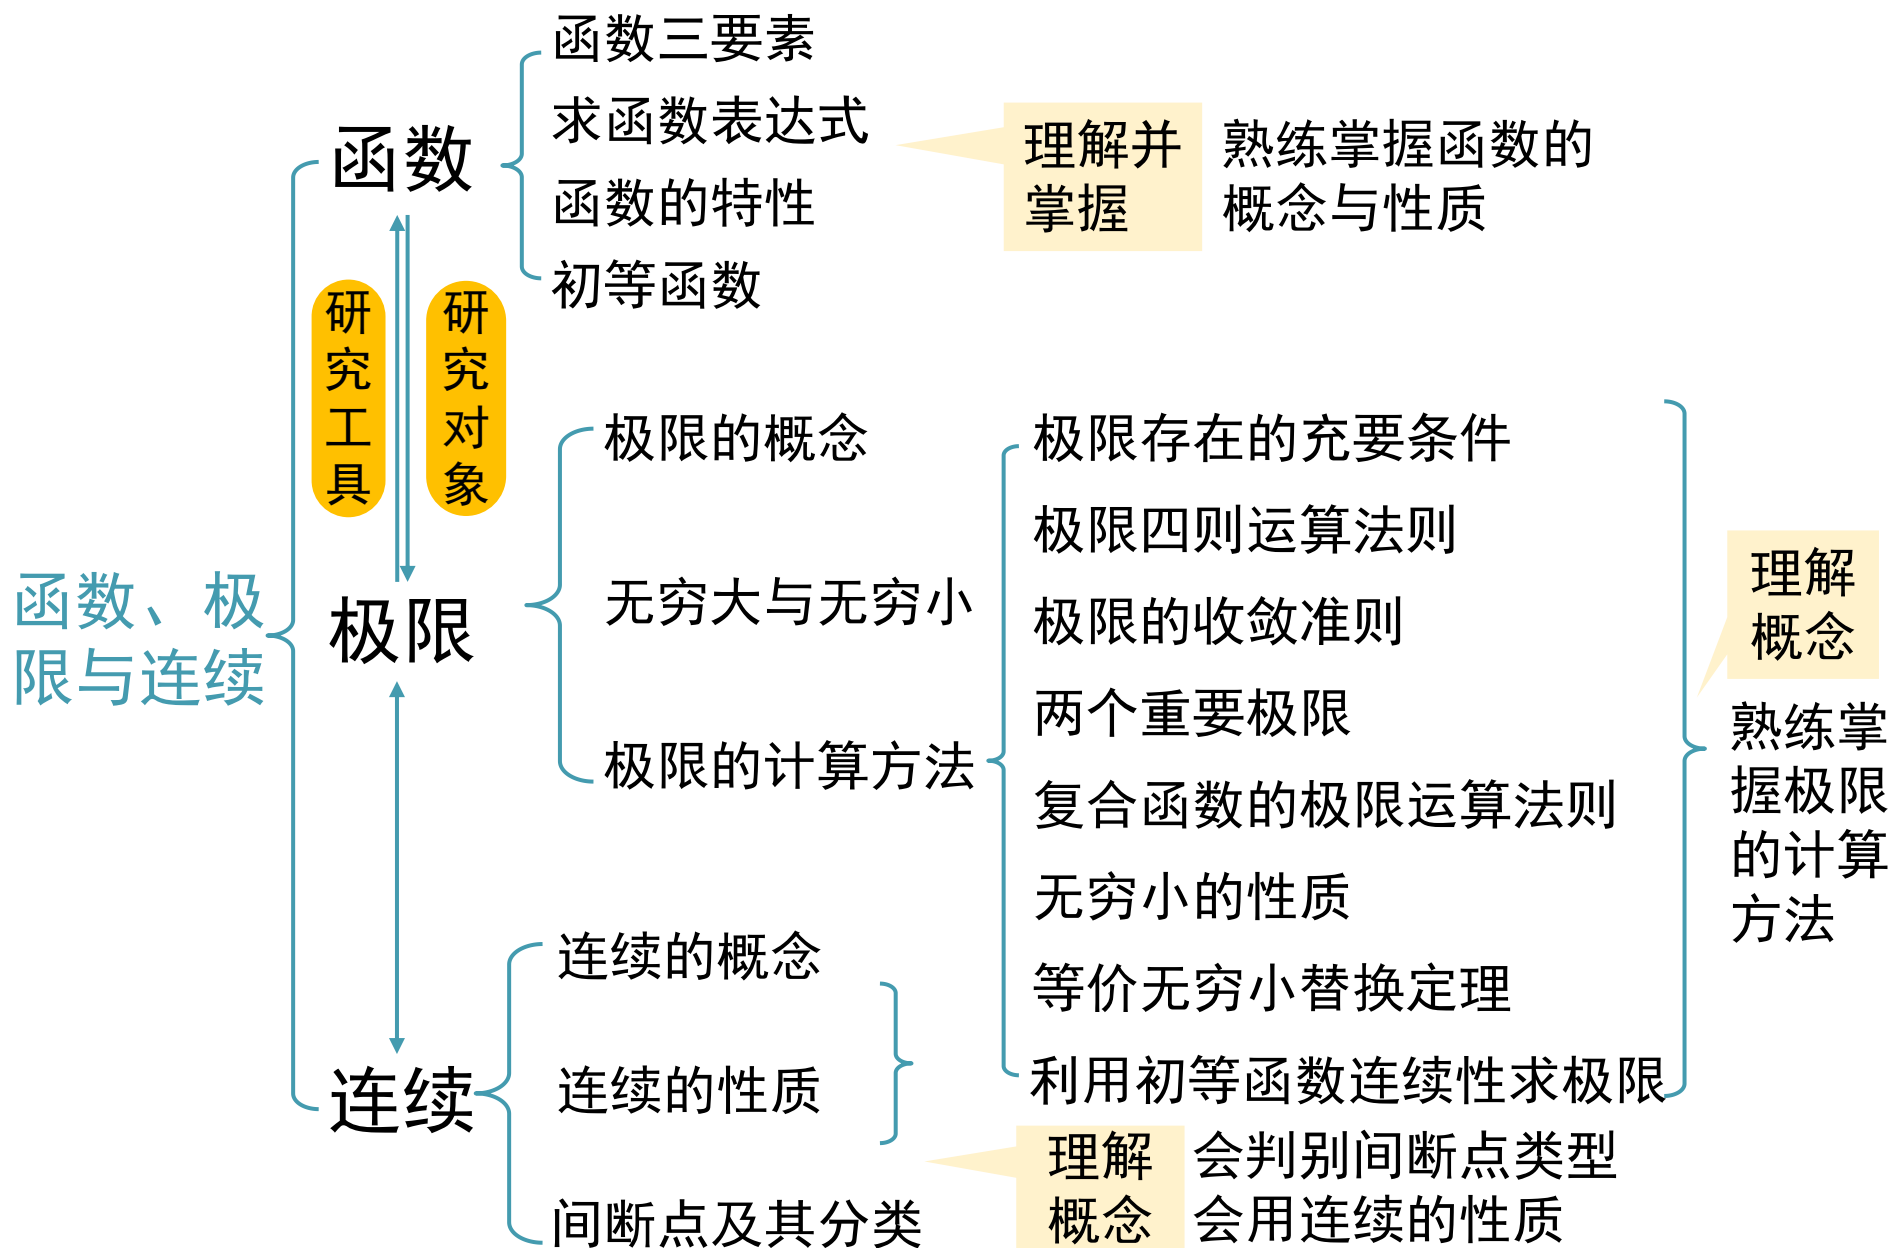 函数、极
限与连续
函数
函数三要素
求函数表达式
函数的特性
初等函数
理解并
掌握
熟练掌握函数的
概念与性质
研
究
工
具
研
究
对
象
极限
极限的概念
无穷大与无穷小
极限的计算方法
极限存在的充要条件
极限四则运算法则
极限的收敛准则
两个重要极限
复合函数的极限运算法则
无穷小的性质
等价无穷小替换定理
利用初等函数连续性求极限
理解
概念
熟练掌
握极限
的计算
方法
连续
连续的概念
连续的性质
间断点及其分类
理解
概念
会判别间断点类型
会用连续的性质